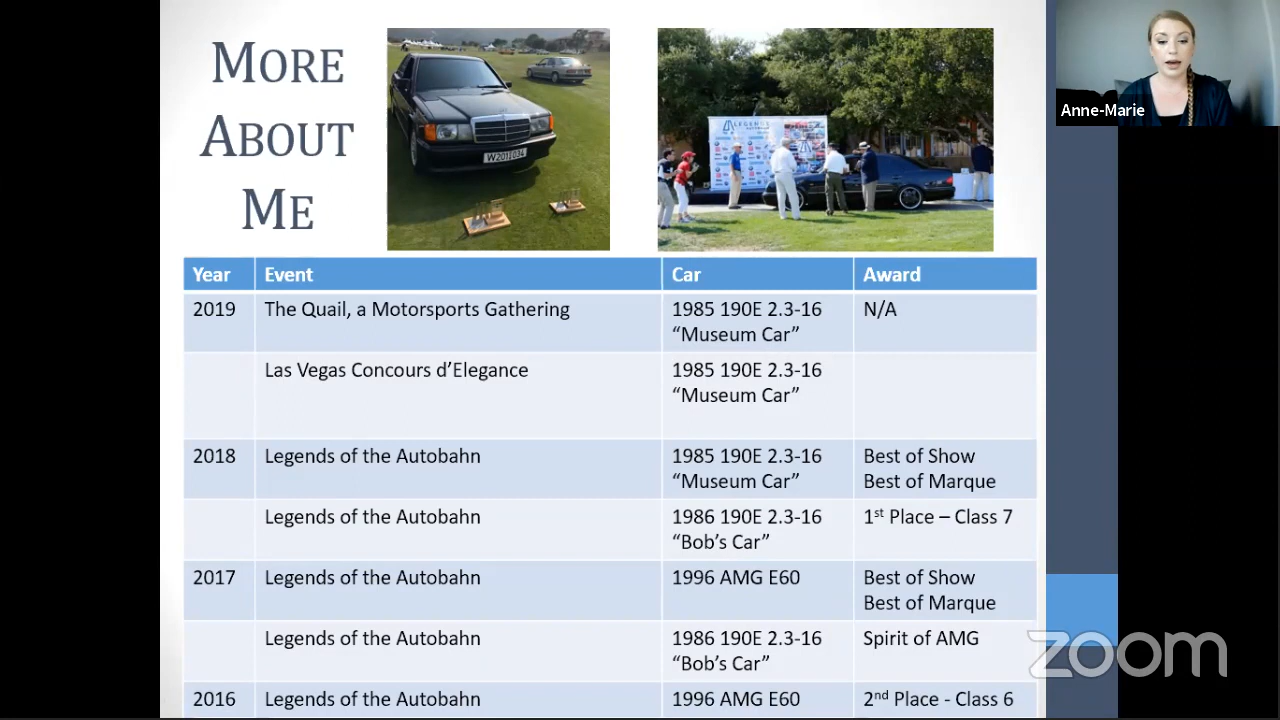 MORE
ABOUT
ME
W201E034
LEGENDS
Anne-Marie
Year Event Car Award
2019 The Quail, a Motorsports Gathering 1985 190E 2.3-16 N/A
“Museum Car”
Las Vegas Concours d’Elegance 1985 190E 2.3-16
“Museum Car”
2018 Legends of the Autobahn 1985 190E 2.3-16 Best of Show
“Museum Car” Best of Marque
Legends of the Autobahn 1986 190E 2.3-16 1st Place – Class 7
“Bob’s Car”
2017 Legends of the Autobahn 1996 AMG E60 Best of Show
Best of Marque
Legends of the Autobahn 1986 190E 2.3-16 Spirit of AMG
“Bob’s Car”
2016 Legends of the Autobahn 1996 AMG E60 2nd Place - Class 6
zoom